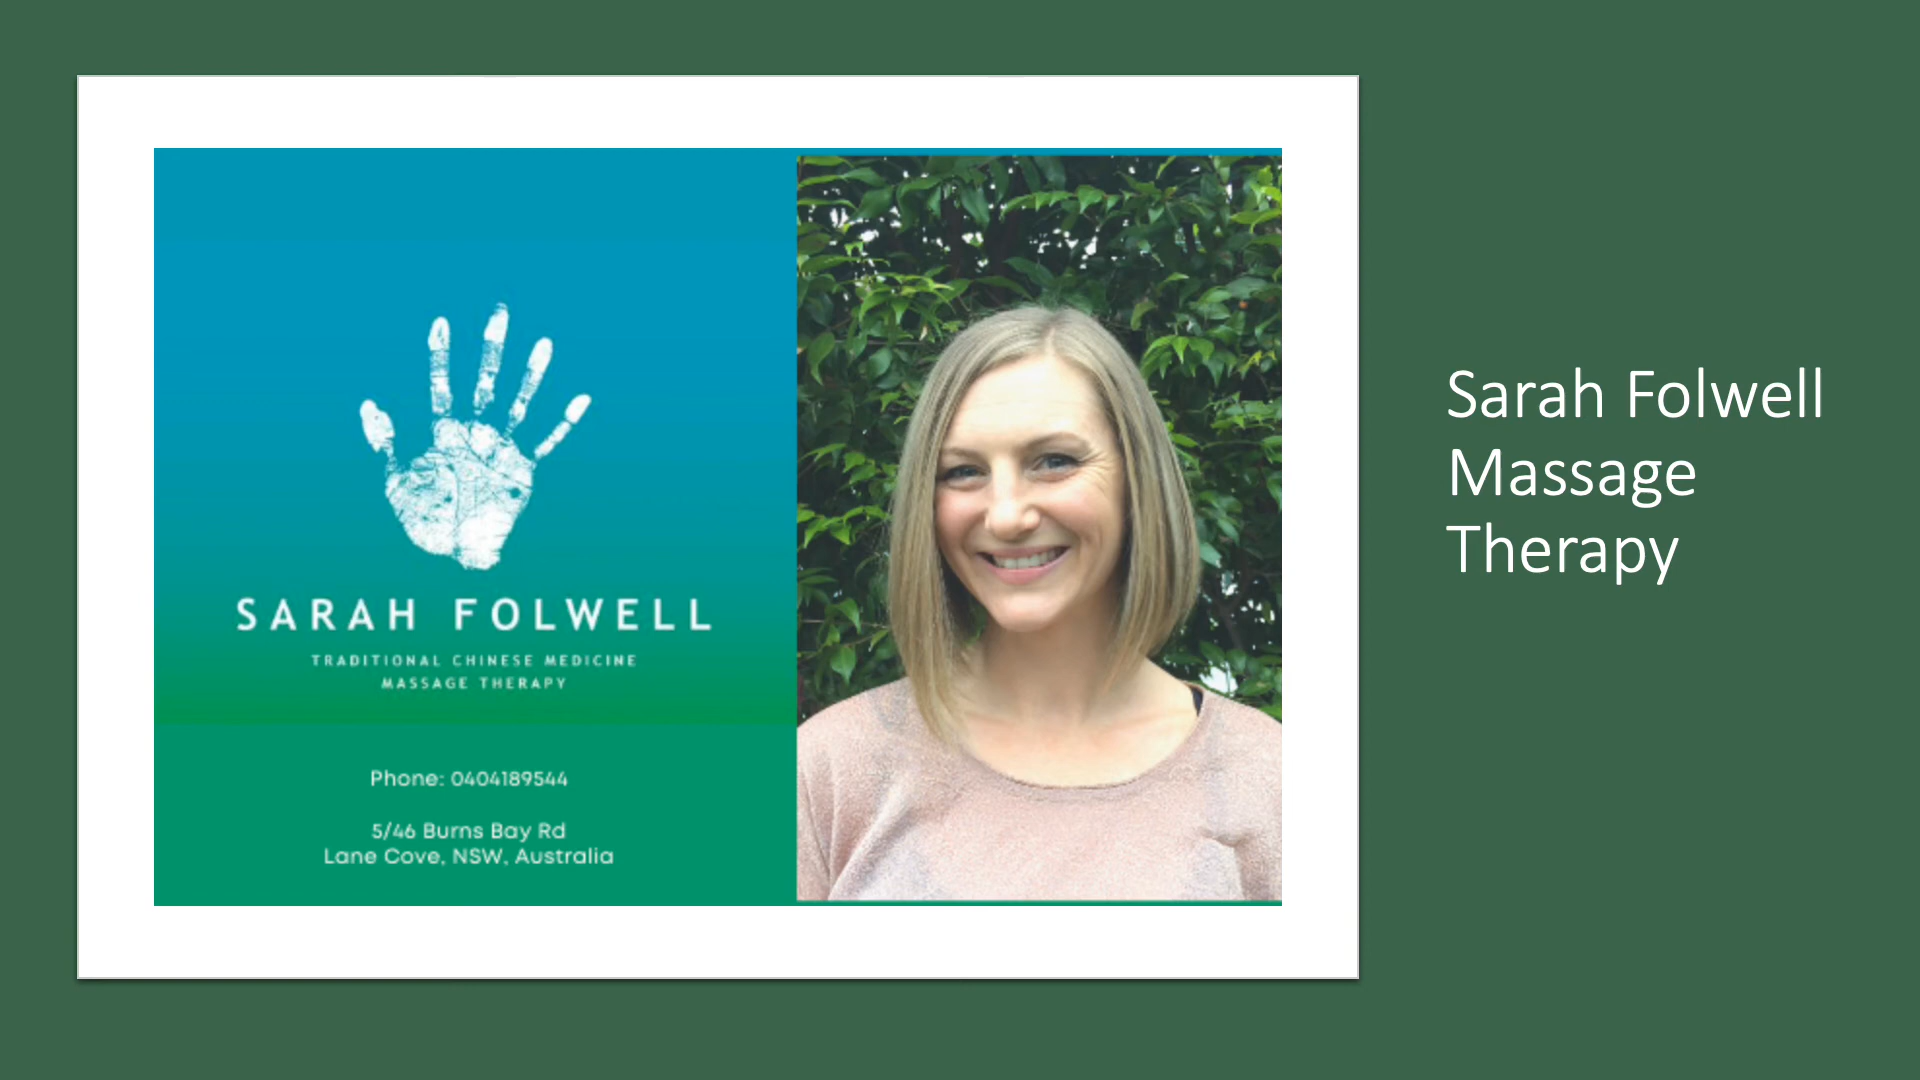 SARAH FOLWELL
TRADITIONAL CHINESE MEDICINE
MASSAGE THERAPY
Phone: 0404189544
5/46 Burns Bay Rd
Lane Cove, NSW, Australia
Sarah Folwell
Massage
Therapy